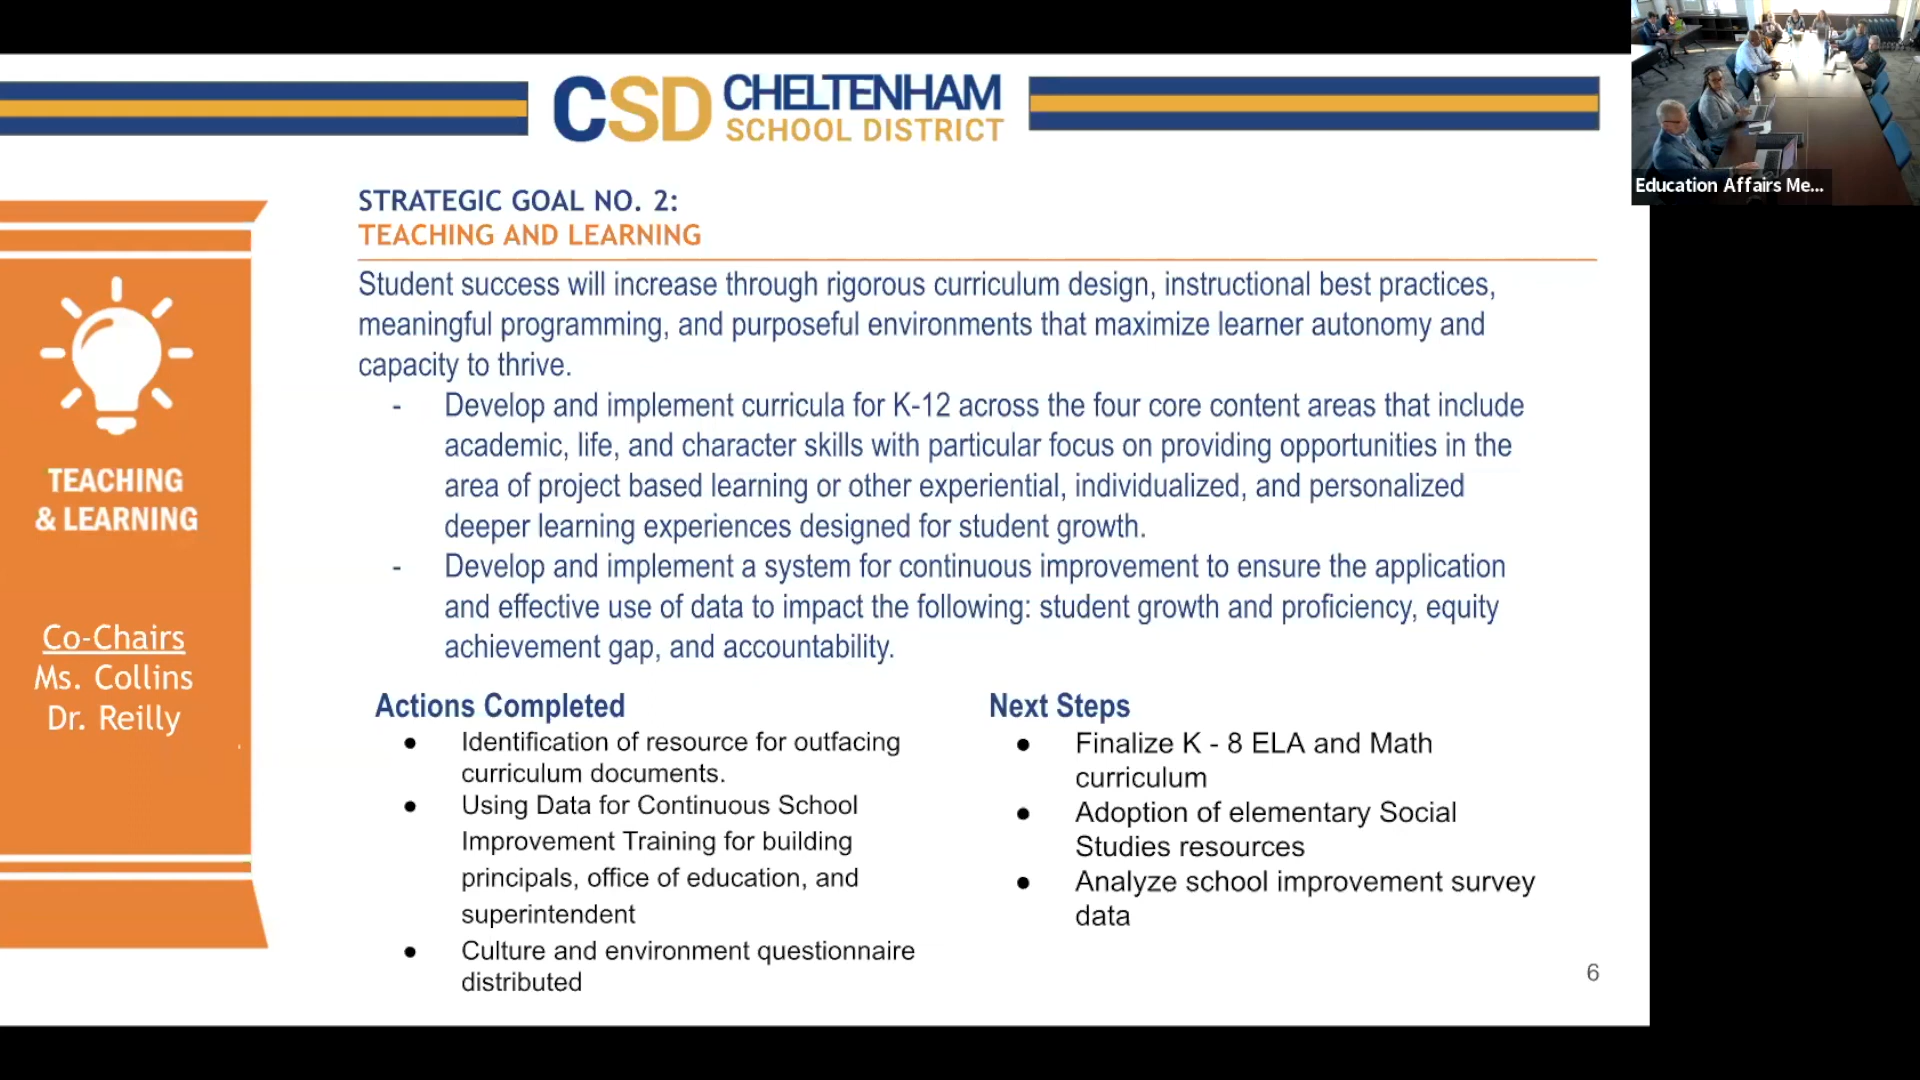 CSD CHELTENHAM
SCHOOL DISTRICT
Education Affairs Me...
STRATEGIC GOAL NO. 2:
TEACHING AND LEARNING
Student success will increase through rigorous curriculum design, instructional best practices,
meaningful programming, and purposeful environments that maximize learner autonomy and
capacity to thrive.
- Develop and implement curricula for K-12 across the four core content areas that include
academic, life, and character skills with particular focus on providing opportunities in the
area of project based learning or other experiential, individualized, and personalized
deeper learning experiences designed for student growth.
- Develop and implement a system for continuous improvement to ensure the application
and effective use of data to impact the following: student growth and proficiency, equity
achievement gap, and accountability.
TEACHING
& LEARNING
Co-Chairs
Ms. Collins
Dr. Reilly
Actions Completed
● Identification of resource for outfacing
curriculum documents.
● Using Data for Continuous School
Improvement Training for building
principals, office of education, and
superintendent
● Culture and environment questionnaire
distributed
Next Steps
● Finalize K - 8 ELA and Math
curriculum
● Adoption of elementary Social
Studies resources
● Analyze school improvement survey
data
6